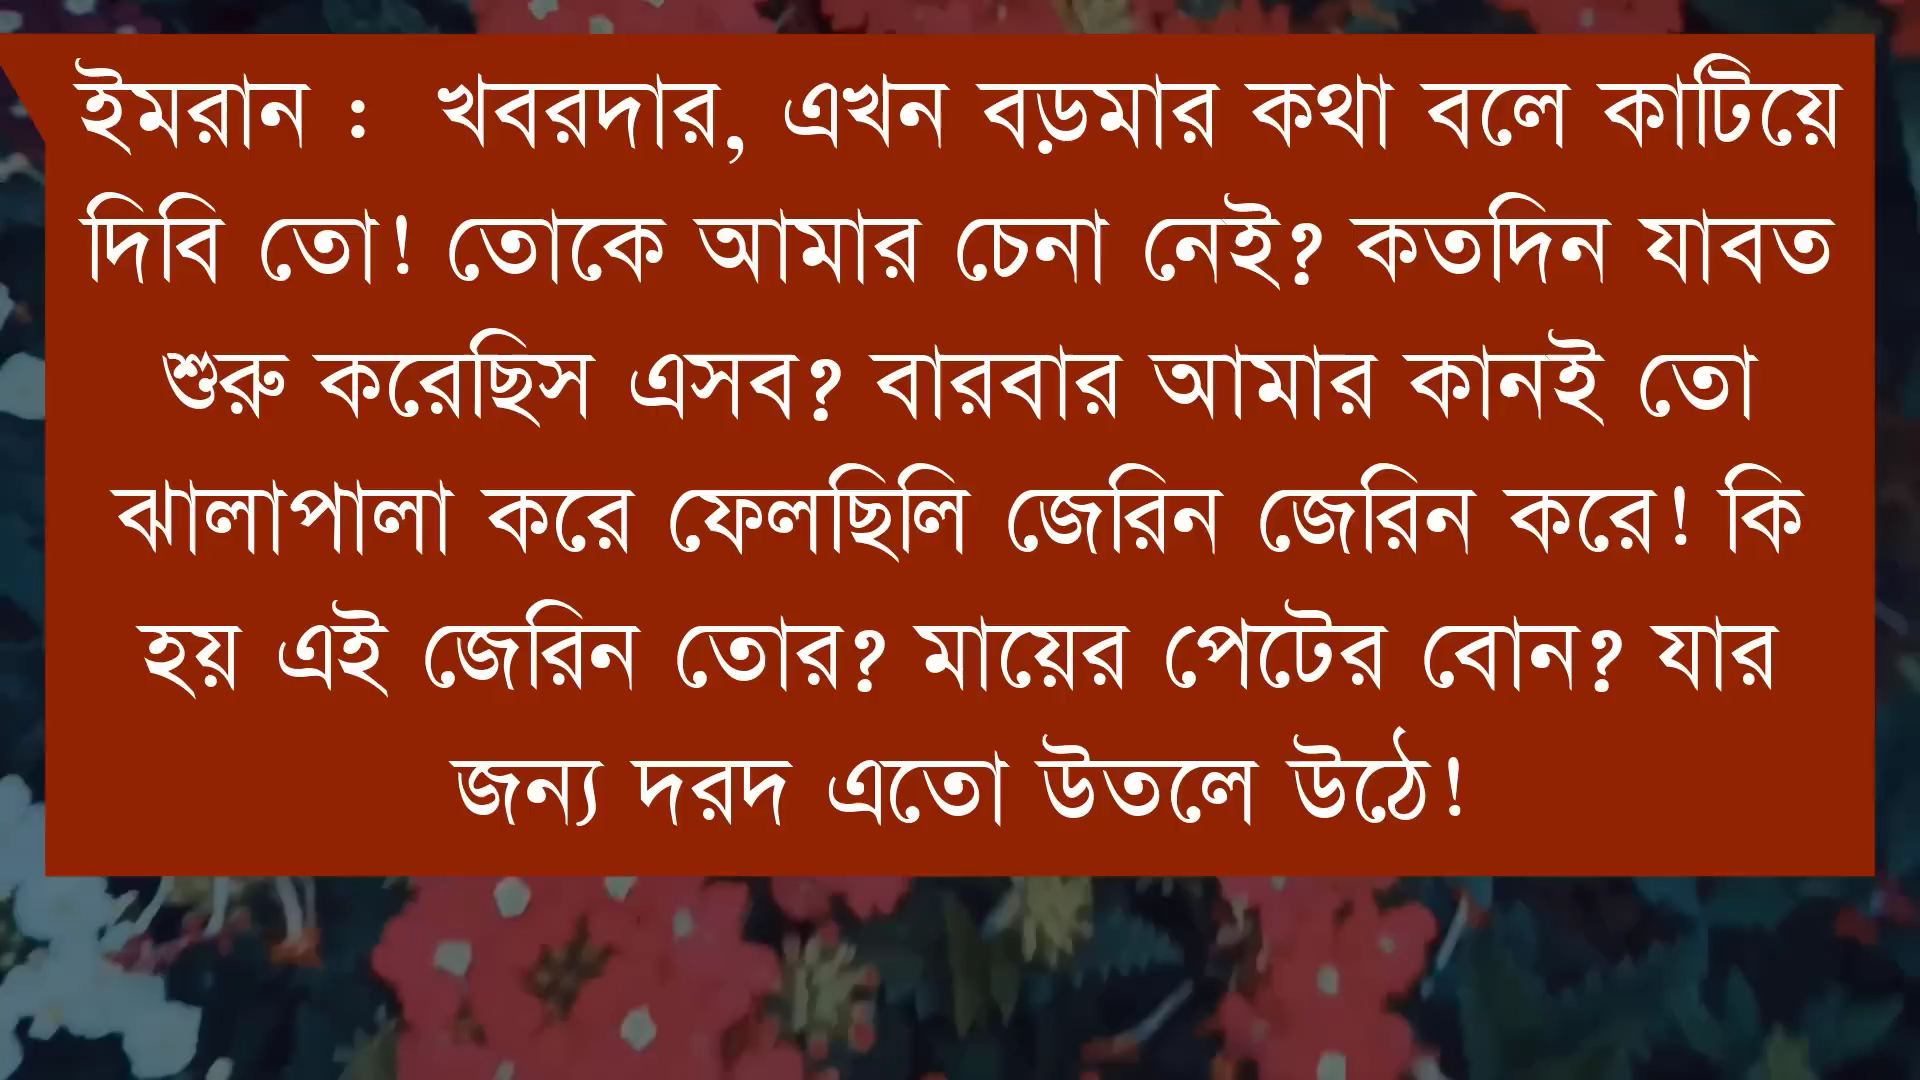 ইমরান : খবরদার, এখন বড়মার কথা বলে কাটিয়ে
দিবি তো! তোকে আমার চেনা নেই? কতদিন যাবত
শুরু করেছিস এসব? বারবার আমার কানই তো
ঝালাপালা করে ফেলছিলি জেরিন জেরিন করে! কি
হয় এই জেরিন তোর? মায়ের পেটের বোন? যার
জন্য দরদ এতো উতলে উঠে!